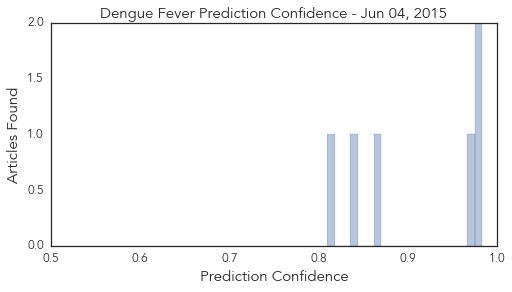 Dengue Fever Prediction Confidence - Jun 04, 2015
2.0
1.5
1.0
0.5
0.0
Articles Found
0.5 0.6 0.7 0.8 0.9 1.0
Prediction Confidence